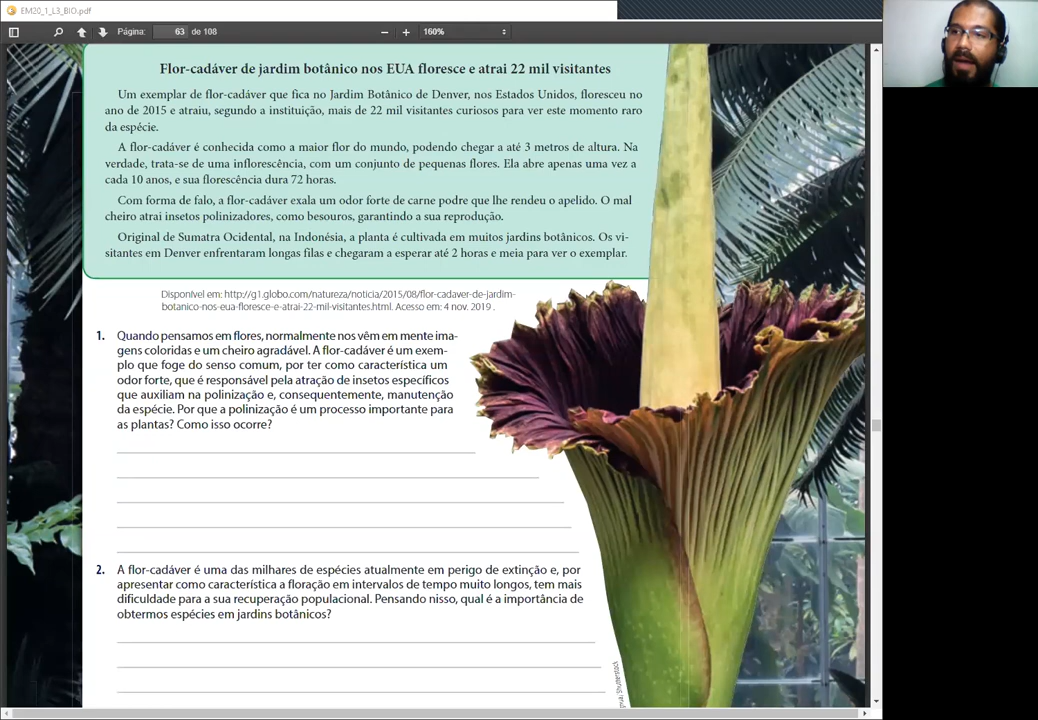 EM20_1_L3_BIO.pdf
Página: 63 de 108 160%
Flor-cadáver de jardim botânico nos EUA floresce e atrai 22 mil visitantes
Um exemplar de flor-cadáver que fica no Jardim Botânico de Denver, nos Estados Unidos, floresceu no
ano de 2015 e atraiu, segundo a instituição, mais de 22 mil visitantes curiosos para ver este momento raro
da espécie.
A flor-cadáver é conhecida como a maior flor do mundo, podendo chegar a até 3 metros de altura. Na
verdade, trata-se de uma inflorescência, com um conjunto de pequenas flores. Ela abre apenas uma vez a
cada 10 anos, e sua florescência dura 72 horas.
Com forma de falo, a flor-cadáver exala um odor forte de carne podre que lhe rendeu o apelido. O mal
cheiro atrai insetos polinizadores, como besouros, garantindo a sua reprodução.
Original de Sumatra Ocidental, na Indonésia, a planta é cultivada em muitos jardins botânicos. Os vi-
sitantes em Denver enfrentaram longas filas e chegaram a esperar até 2 horas e meia para ver o exemplar.
Disponível em: http://g1.globo.com/natureza/noticia/2015/08/flor-cadaver-de-jardim-
botanico-nos-eua-floresce-e-atrai-22-mil-visitantes.html. Acesso em: 4 nov. 2019 .
1. Quando pensamos em flores, normalmente nos vêm em mente ima-
gens coloridas e um cheiro agradável. A flor-cadáver é um exem-
plo que foge do senso comum, por ter como característica um
odor forte, que é responsável pela atração de insetos específicos
que auxiliam na polinização e, consequentemente, manutenção
da espécie. Por que a polinização é um processo importante para
as plantas? Como isso ocorre?
2. A flor-cadáver é uma das milhares de espécies atualmente em perigo de extinção e, por
apresentar como característica a floração em intervalos de tempo muito longos, tem mais
dificuldade para a sua recuperação populacional. Pensando nisso, qual é a importância de
obtermos espécies em jardins botânicos?
Shutterstock